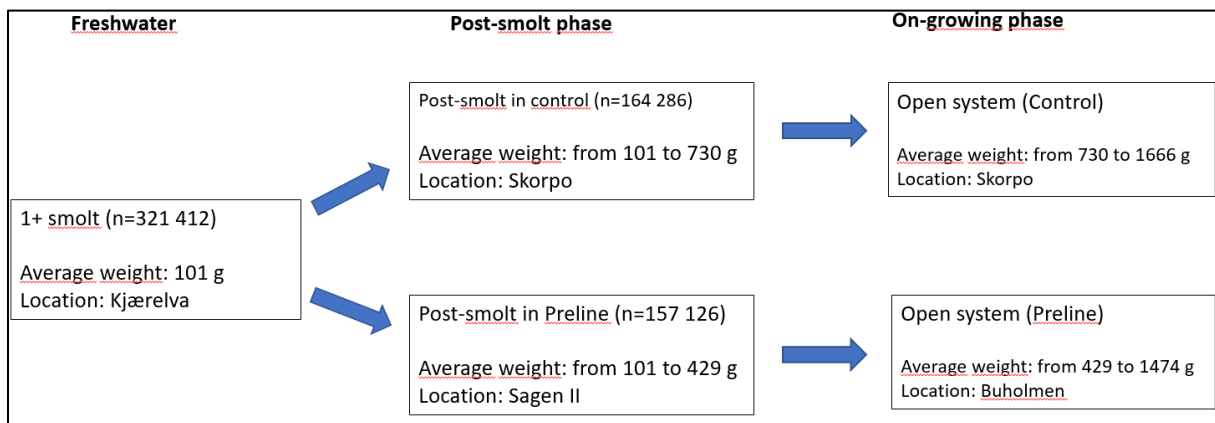 Freshwater
Post-smolt phase
On-growing phase
1+ smolt (n=321 412)
Average weight: 101 g
Location: Kjærelva
Post-smolt in control (n=164 286)
Average weight: from 101 to 730 g
Location: Skorpo
Open system (Control)
Average weight: from 730 to 1666 g
Location: Skorpo
Post-smolt in Preline (n=157 126)
Average weight: from 101 to 429 g
Location: Sagen II
Open system (Preline)
Average weight: from 429 to 1474 g
Location: Buholmen